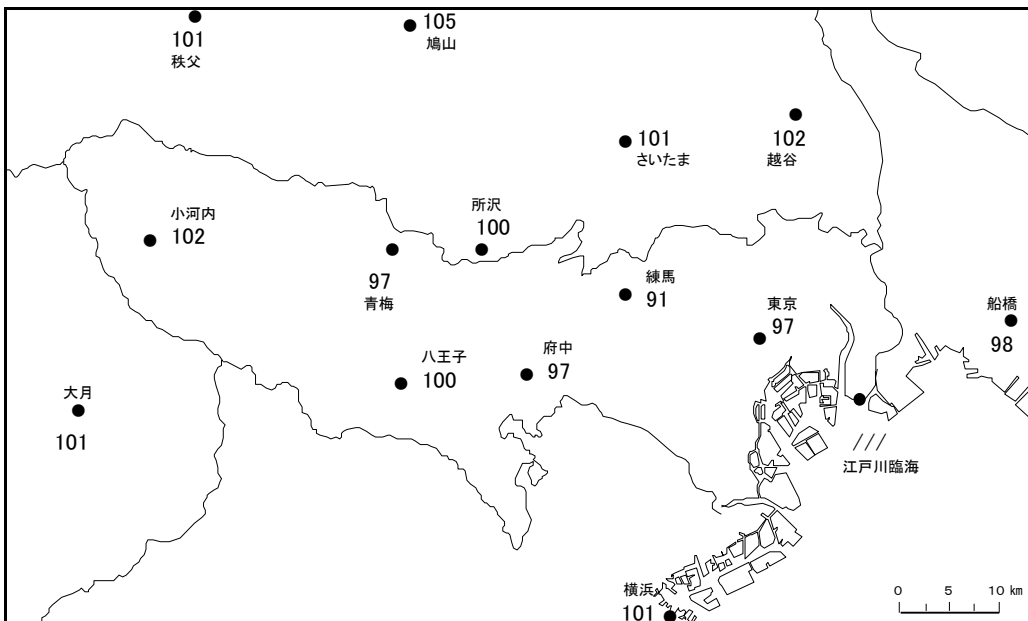 101
秩父
105
鳩山
101
さいたま
102
越谷
小河内
102
所沢
100
97
青梅
練馬
91
東京
97
船橋
98
八王子
100
府中
97
大月
101
///
江戸川臨海
横浜
101
0 5 10 km